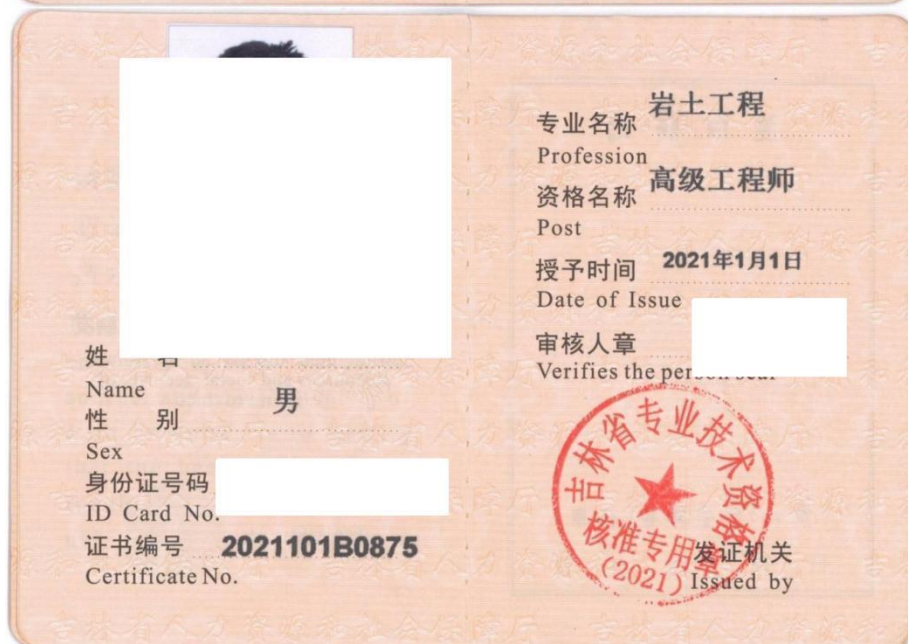 姓 名
Name
性 别 男
Sex
身份证号码
ID Card No.
证书编号 2021101B0875
Certificate No.
专业名称 岩土工程
Profession
资格名称 高级工程师
Post
授予时间 2021年1月1日
Date of Issue
审核人章
Verifies the person seal
吉林省专业技术资格
核准专用章
(2021)
发证机关
Issued by